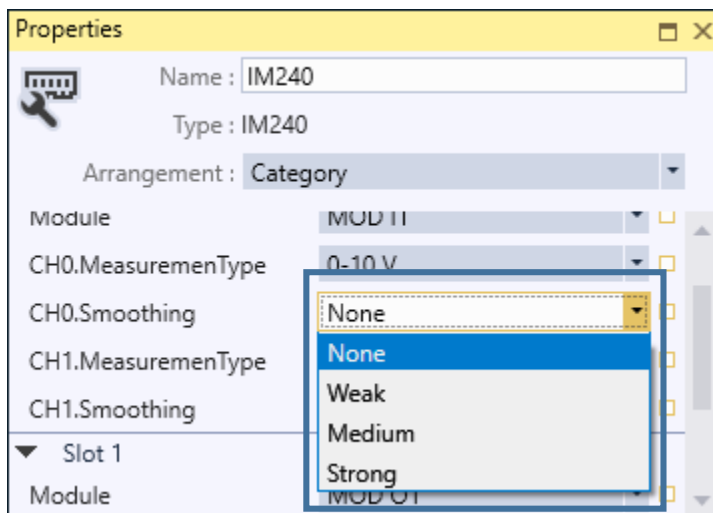 Properties
Name : IM240
Type : IM240
Arrangement : Category
Module
CH0.MeasuremenType 0-10 V
CH0.Smoothing None
None
CH1.MeasuremenType
Weak
CH1.Smoothing
Medium
Slot 1
Strong
Module